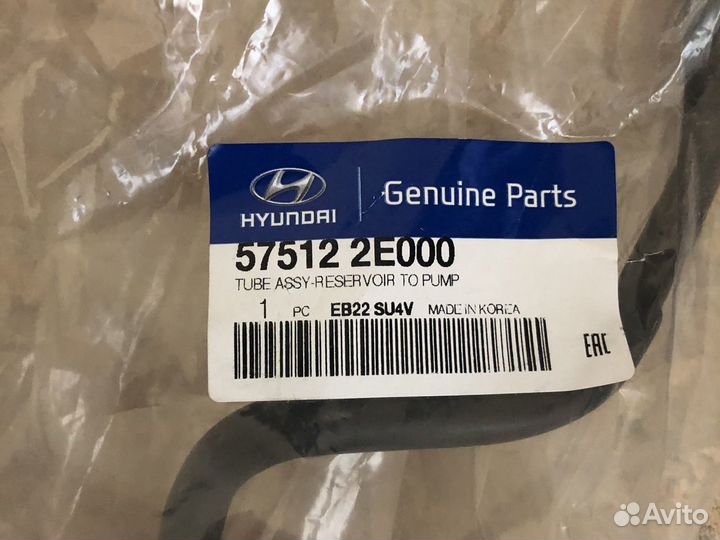 HYUNDAI
Genuine Parts
57512 2E000
TUBE ASSY-RESERVOIR TO PUMP
1 PC EB22 SU4V MADE IN KOREA
EAC
Avito